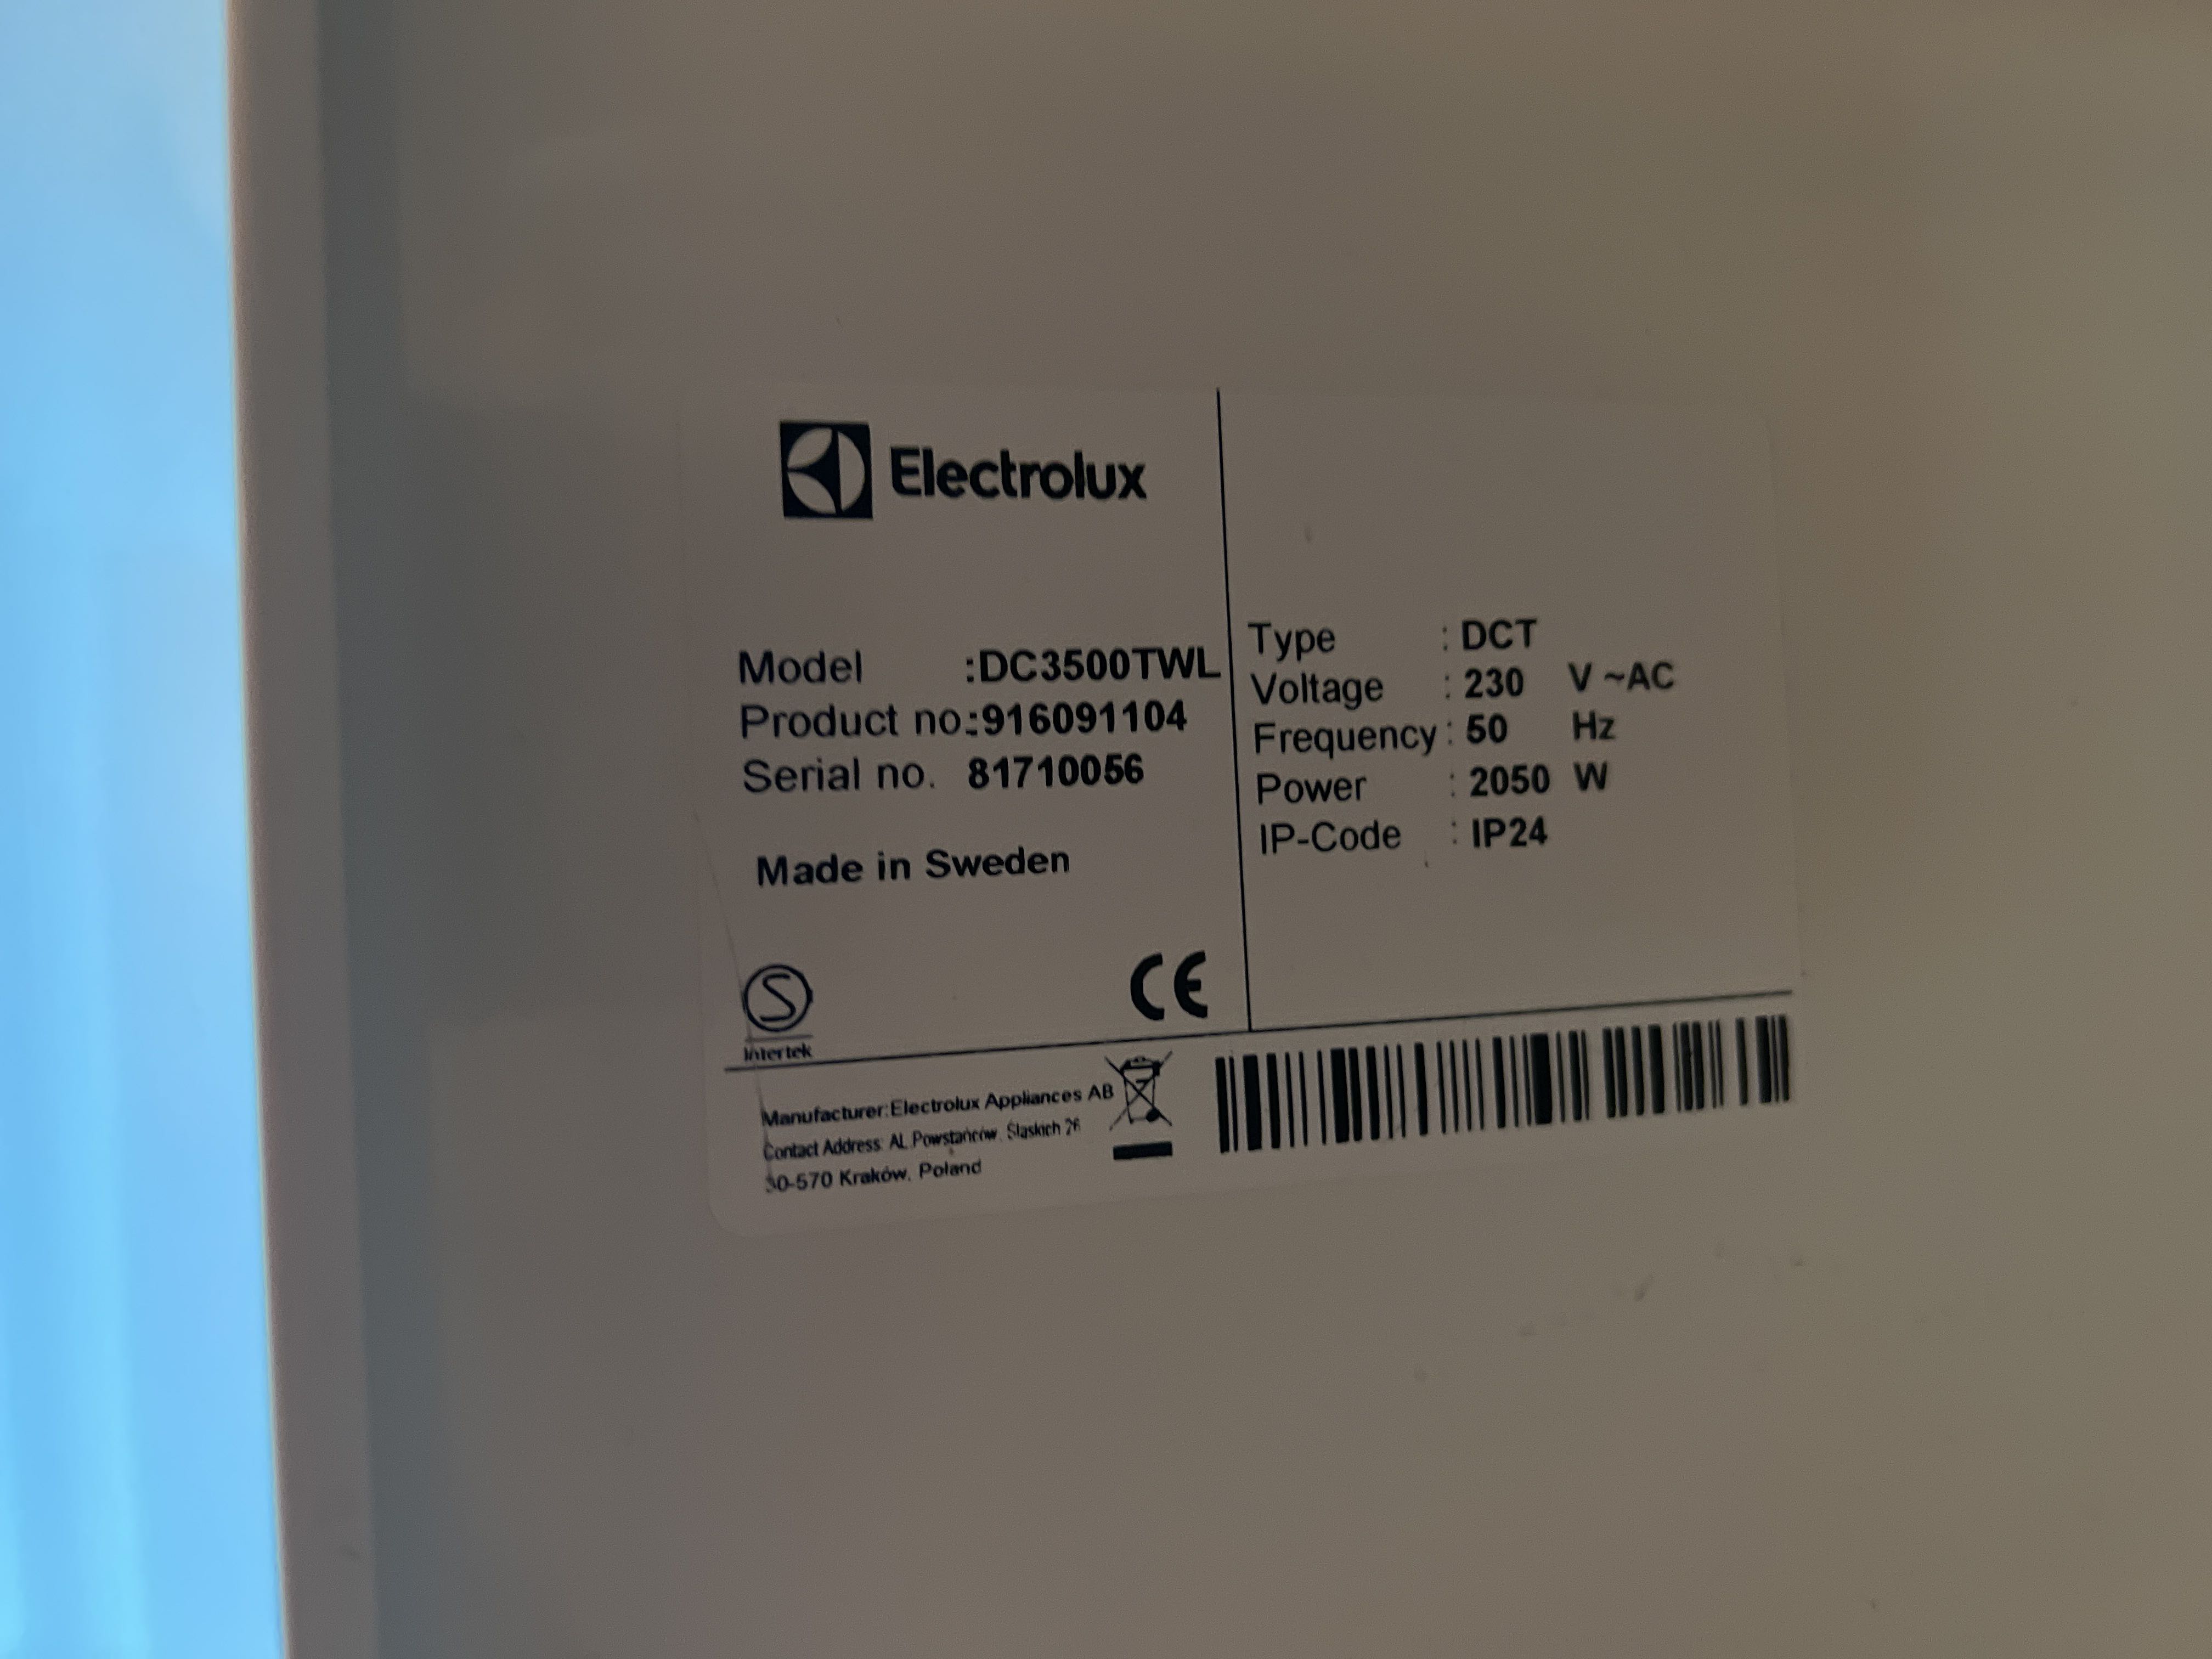 Electrolux
Model :DC3500TWL
Product no.:916091104
Serial no. 81710056
Made in Sweden
Type : DCT
Voltage : 230 V ~AC
Frequency : 50 Hz
Power : 2050 W
IP-Code : IP24
S
Intertek
CE
Manufacturer:Electrolux Appliances AB
Contact Address: AL.Powstańców, Śląskich 26
30-570 Kraków, Poland